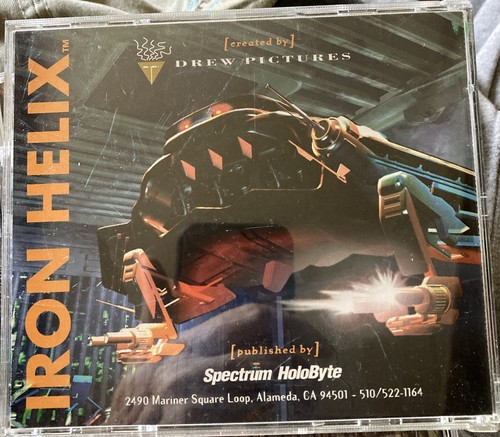 IRON HELIX™
[created by]
DREW PICTURES
[published by]
Spectrum HoloByte
2490 Mariner Square Loop, Alameda, CA 94501 - 510/522-1164